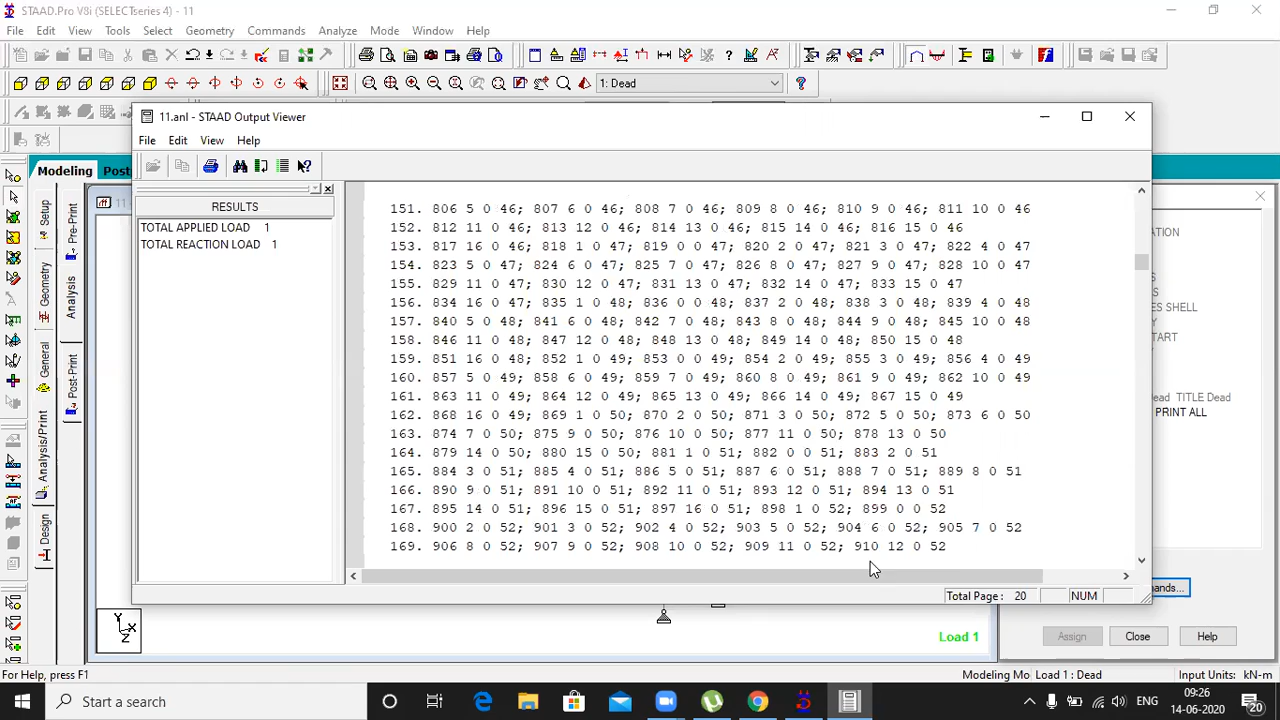 STAAD.Pro V8i (SELECTseries 4) - 11
File Edit View Tools Select Geometry Commands Analyze Mode Window Help
1: Dead
11.anl - STAAD Output Viewer
File Edit View Help
Modeling Pos
RESULTS
TOTAL APPLIED LOAD 1
TOTAL REACTION LOAD 1
Setup
Geometry
General
Analysis/Print
Design
Pre-Print
Analysis
Post-Print
11
151. 806 5 0 46; 807 6 0 46; 808 7 0 46; 809 8 0 46; 810 9 0 46; 811 10 0 46
152. 812 11 0 46; 813 12 0 46; 814 13 0 46; 815 14 0 46; 816 15 0 46
153. 817 16 0 46; 818 1 0 47; 819 0 0 47; 820 2 0 47; 821 3 0 47; 822 4 0 47
154. 823 5 0 47; 824 6 0 47; 825 7 0 47; 826 8 0 47; 827 9 0 47; 828 10 0 47
155. 829 11 0 47; 830 12 0 47; 831 13 0 47; 832 14 0 47; 833 15 0 47
156. 834 16 0 47; 835 1 0 48; 836 0 0 48; 837 2 0 48; 838 3 0 48; 839 4 0 48
157. 840 5 0 48; 841 6 0 48; 842 7 0 48; 843 8 0 48; 844 9 0 48; 845 10 0 48
158. 846 11 0 48; 847 12 0 48; 848 13 0 48; 849 14 0 48; 850 15 0 48
159. 851 16 0 48; 852 1 0 49; 853 0 0 49; 854 2 0 49; 855 3 0 49; 856 4 0 49
160. 857 5 0 49; 858 6 0 49; 859 7 0 49; 860 8 0 49; 861 9 0 49; 862 10 0 49
161. 863 11 0 49; 864 12 0 49; 865 13 0 49; 866 14 0 49; 867 15 0 49
162. 868 16 0 49; 869 1 0 50; 870 2 0 50; 871 3 0 50; 872 5 0 50; 873 6 0 50
163. 874 7 0 50; 875 9 0 50; 876 10 0 50; 877 11 0 50; 878 13 0 50
164. 879 14 0 50; 880 15 0 50; 881 1 0 51; 882 0 0 51; 883 2 0 51
165. 884 3 0 51; 885 4 0 51; 886 5 0 51; 887 6 0 51; 888 7 0 51; 889 8 0 51
166. 890 9 0 51; 891 10 0 51; 892 11 0 51; 893 12 0 51; 894 13 0 51
167. 895 14 0 51; 896 15 0 51; 897 16 0 51; 898 1 0 52; 899 0 0 52
168. 900 2 0 52; 901 3 0 52; 902 4 0 52; 903 5 0 52; 904 6 0 52; 905 7 0 52
169. 906 8 0 52; 907 9 0 52; 908 10 0 52; 909 11 0 52; 910 12 0 52
Total Page : 20 NUM
ATION
S
S
ES SHELL
Y
START
Dead TITLE Dead
PRINT ALL
ands...
Assign Close Help
Y
X
Z
Load 1
For Help, press F1
Modeling Mo Load 1 : Dead Input Units: kN-m
Type here to search
ENG
09:26
14-06-2020
20